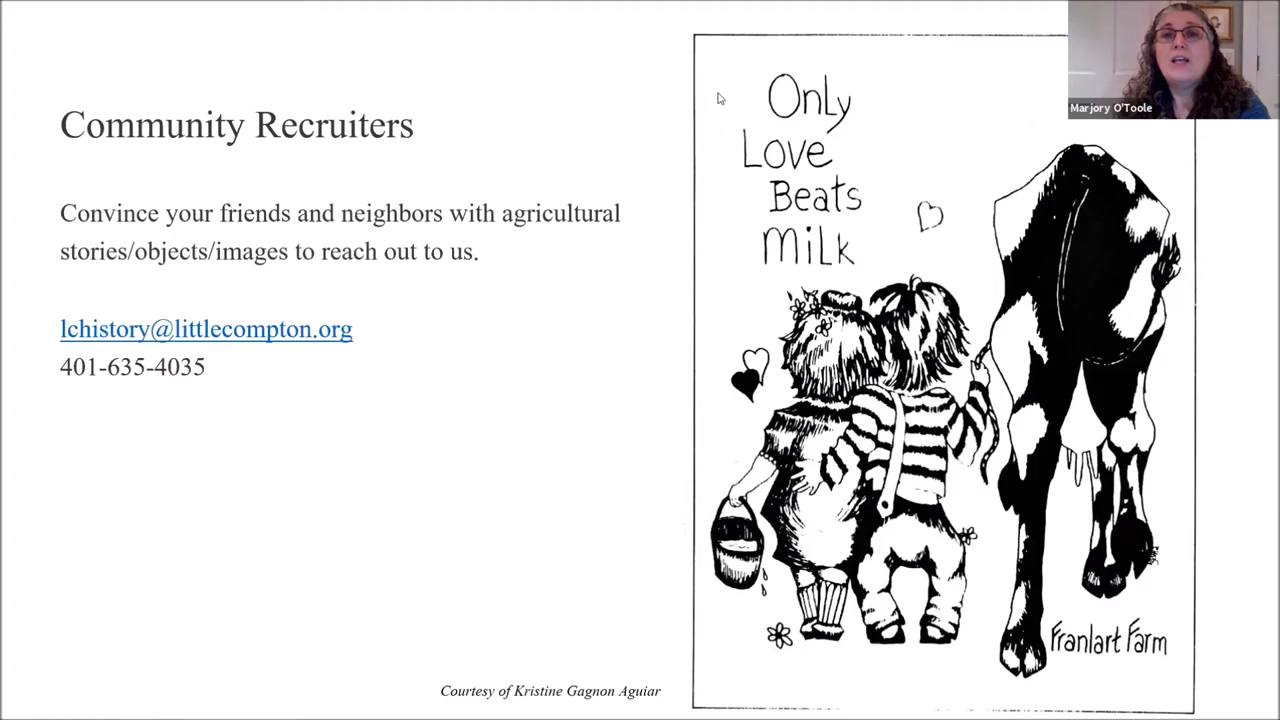 Community Recruiters
Convince your friends and neighbors with agricultural
stories/objects/images to reach out to us.
lchistory@littlecompton.org
401-635-4035
Courtesy of Kristine Gagnon Aguiar
Only
Love
Beats
Milk
Franlart Farm
Marjory O'Toole